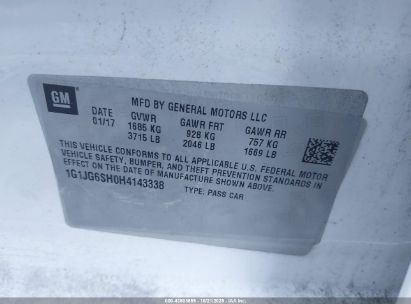 GM
MFD BY GENERAL MOTORS LLC
DATE GVWR GAWR FRT GAWR RR
01/17 1685 KG 928 KG 757 KG
3715 LB 2046 LB 1669 LB
THIS VEHICLE CONFORMS TO ALL APPLICABLE U.S. FEDERAL MOTOR
VEHICLE SAFETY, BUMPER, AND THEFT PREVENTION STANDARDS IN
EFFECT ON THE DATE OF MANUFACTURE SHOWN ABOVE.
1G1JG6SH0H4143338 TYPE: PASS CAR